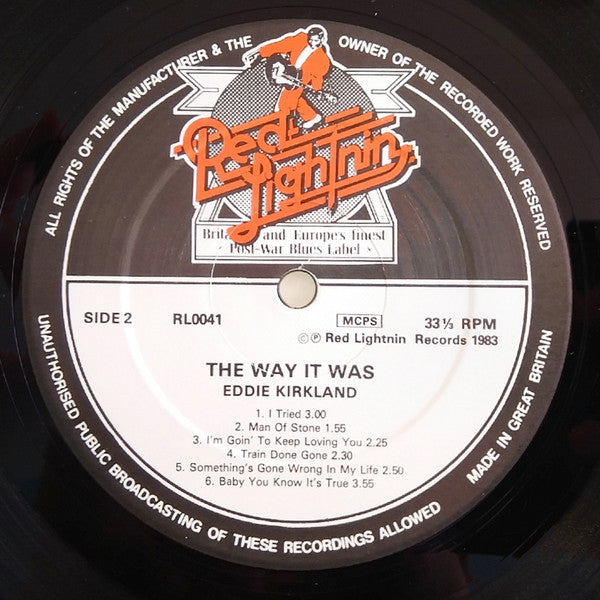 ALL RIGHTS OF THE MANUFACTURER & THE OWNER OF THE RECORDED WORK RESERVED
Red
Lightnin
Britain and Europe's finest
Post-War Blues Label
SIDE 2 RL0041
MCPS 33⅓ RPM
©℗ Red Lightnin Records 1983
THE WAY IT WAS
EDDIE KIRKLAND
1. I Tried 3.00
2. Man Of Stone 1.55
3. I'm Goin' To Keep Loving You 2.25
4. Train Done Gone 2.30
5. Something's Gone Wrong In My Life 2.50
6. Baby You Know It's True 3.55
UNAUTHORISED PUBLIC BROADCASTING OF THESE RECORDINGS ALLOWED
MADE IN GREAT BRITAIN